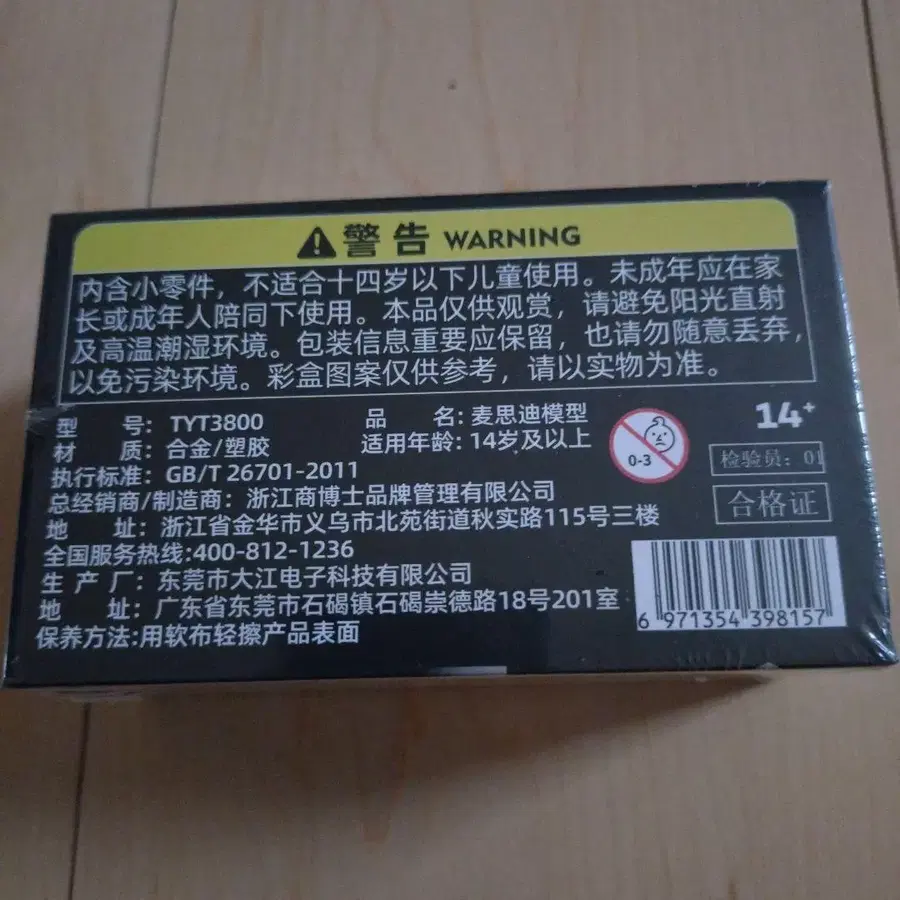 警告 WARNING
内含小零件，不适合十四岁以下儿童使用。未成年应在家
长或成年人陪同下使用。本品仅供观赏，请避免阳光直射
及高温潮湿环境。包装信息重要应保留，也请勿随意丢弃，
以免污染环境。彩盒图案仅供参考，请以实物为准。
型 号：TYT3800 品 名：麦思迪模型
材 质：合金/塑胶 适用年龄：14岁及以上
执行标准：GB/T 26701-2011
总经销商/制造商：浙江商博士品牌管理有限公司
地 址：浙江省金华市义乌市北苑街道秋实路115号三楼
全国服务热线:400-812-1236
生 产 厂：东莞市大江电子科技有限公司
地 址：广东省东莞市石碣镇石碣崇德路18号201室
保养方法:用软布轻擦产品表面
0-3
14+
检验员：01
合格证
6 971354 398157